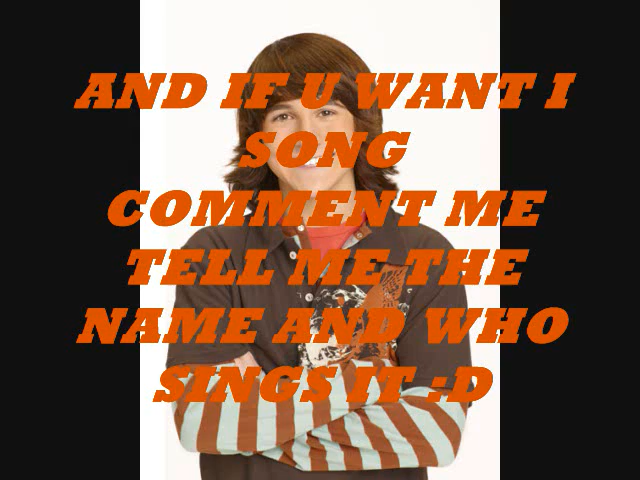 AND IF U WANT I
SONG
COMMENT ME
TELL ME THE
NAME AND WHO
SINGS IT :D